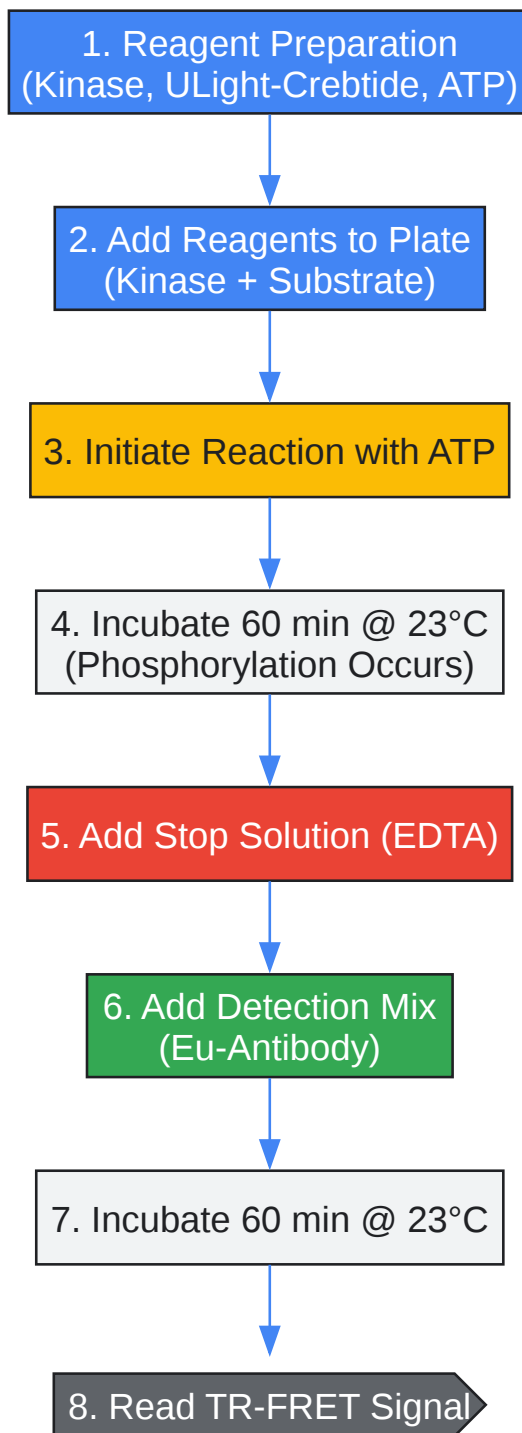 1. Reagent Preparation
(Kinase, ULight-Crebtide, ATP)
2. Add Reagents to Plate
(Kinase + Substrate)
3. Initiate Reaction with ATP
4. Incubate 60 min @ 23°C
(Phosphorylation Occurs)
5. Add Stop Solution (EDTA)
6. Add Detection Mix
(Eu-Antibody)
7. Incubate 60 min @ 23°C
8. Read TR-FRET Signal